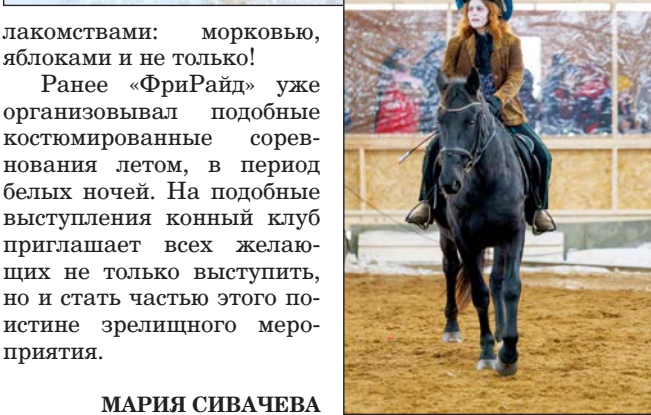 лакомствами: морковью,
яблоками и не только!
Ранее «ФриРайд» уже
организовывал подобные
костюмированные сорев-
нования летом, в период
белых ночей. На подобные
выступления конный клуб
приглашает всех желаю-
щих не только выступить,
но и стать частью этого по-
истине зрелищного меро-
приятия.
МАРИЯ СИВАЧЕВА